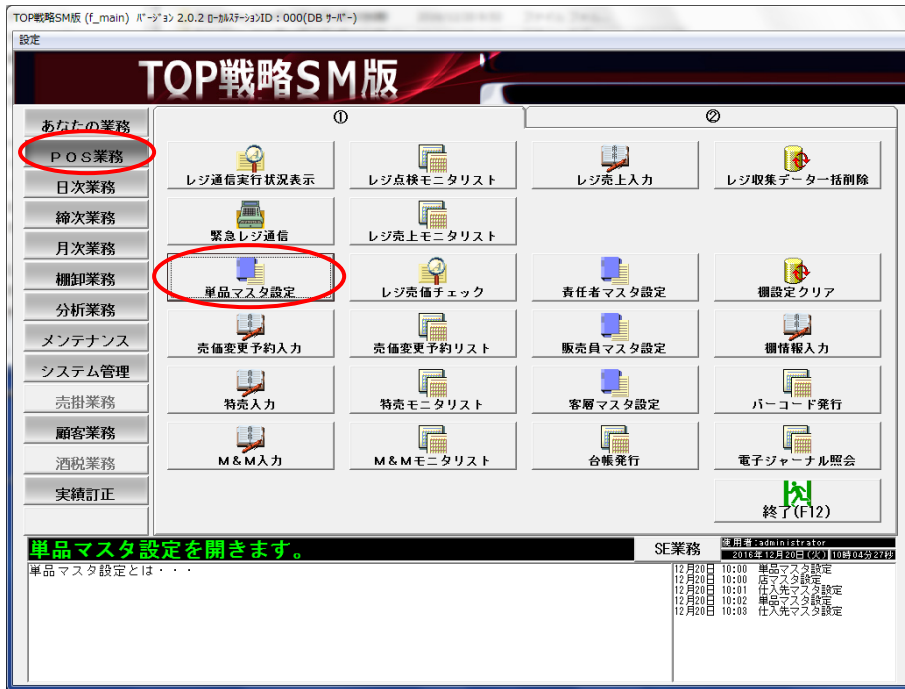 TOP戦略SM版 (f_main) バージョン 2.0.2 ローカルステーションID : 000(DB サーバー)
設定
TOP戦略SM版
① ②
あなたの業務
POS業務
日次業務
締次業務
月次業務
棚卸業務
分析業務
メンテナンス
システム管理
売掛業務
顧客業務
酒税業務
実績訂正
レジ通信実行状況表示 レジ点検モニタリスト レジ売上入力 レジ収集データ一括削除
緊急レジ通信 レジ売上モニタリスト
単品マスタ設定 レジ売価チェック 責任者マスタ設定 棚設定クリア
売価変更予約入力 売価変更予約リスト 販売員マスタ設定 棚情報入力
特売入力 特売モニタリスト 客層マスタ設定 バーコード発行
M&M入力 M&Mモニタリスト 台帳発行 電子ジャーナル照会
終了(F12)
単品マスタ設定を開きます。
SE業務
使用者:administrator
2016年12月20日(火) 10時04分27秒
単品マスタ設定とは・・・
12月20日 10:00 単品マスタ設定
12月20日 10:00 店マスタ設定
12月20日 10:01 仕入先マスタ設定
12月20日 10:02 単品マスタ設定
12月20日 10:03 仕入先マスタ設定